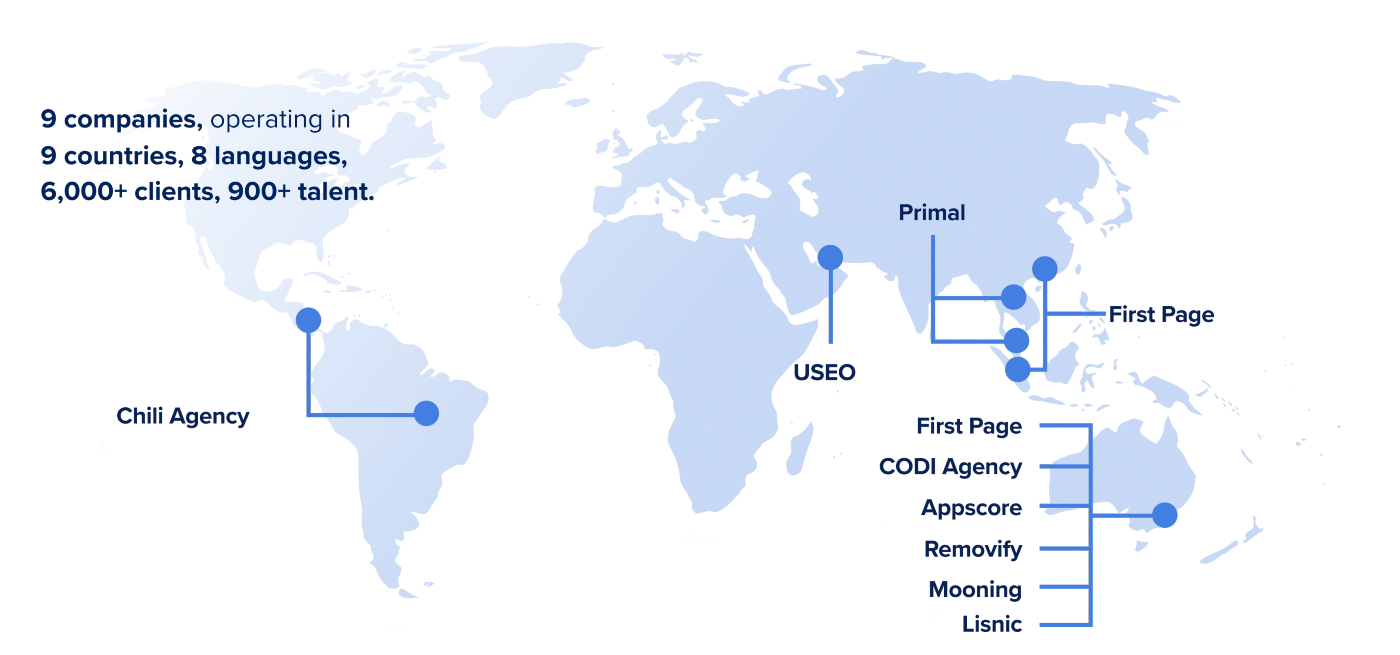 9 companies, operating in
9 countries, 8 languages,
6,000+ clients, 900+ talent.
Primal
First Page
USEO
Chili Agency
First Page
CODI Agency
Appscore
Removify
Mooning
Lisnic